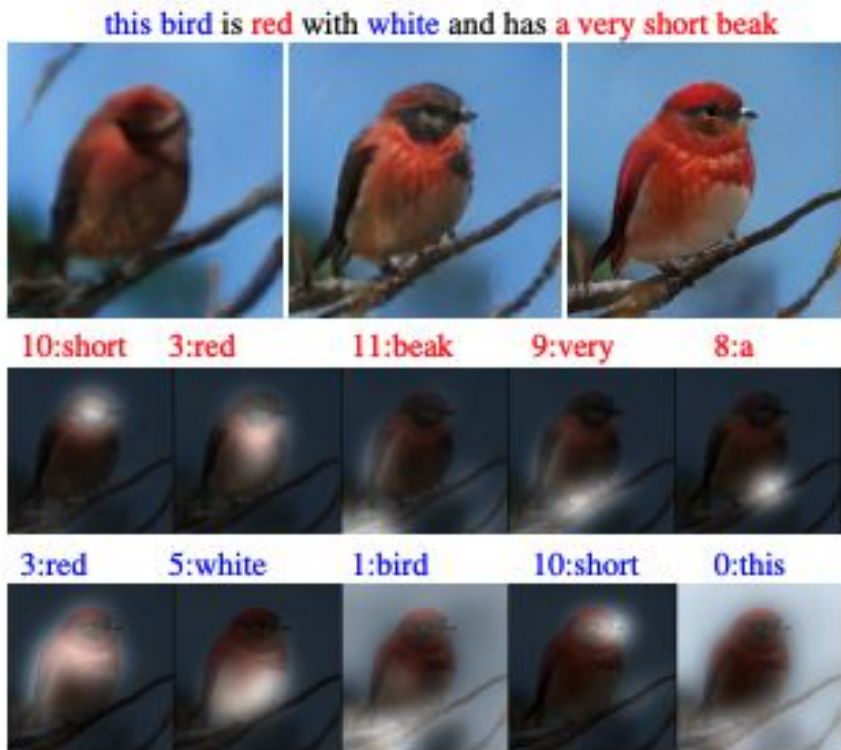 this bird is red with white and has a very short beak
10:short 3:red 11:beak 9:very 8:a
3:red 5:white 1:bird 10:short 0:this